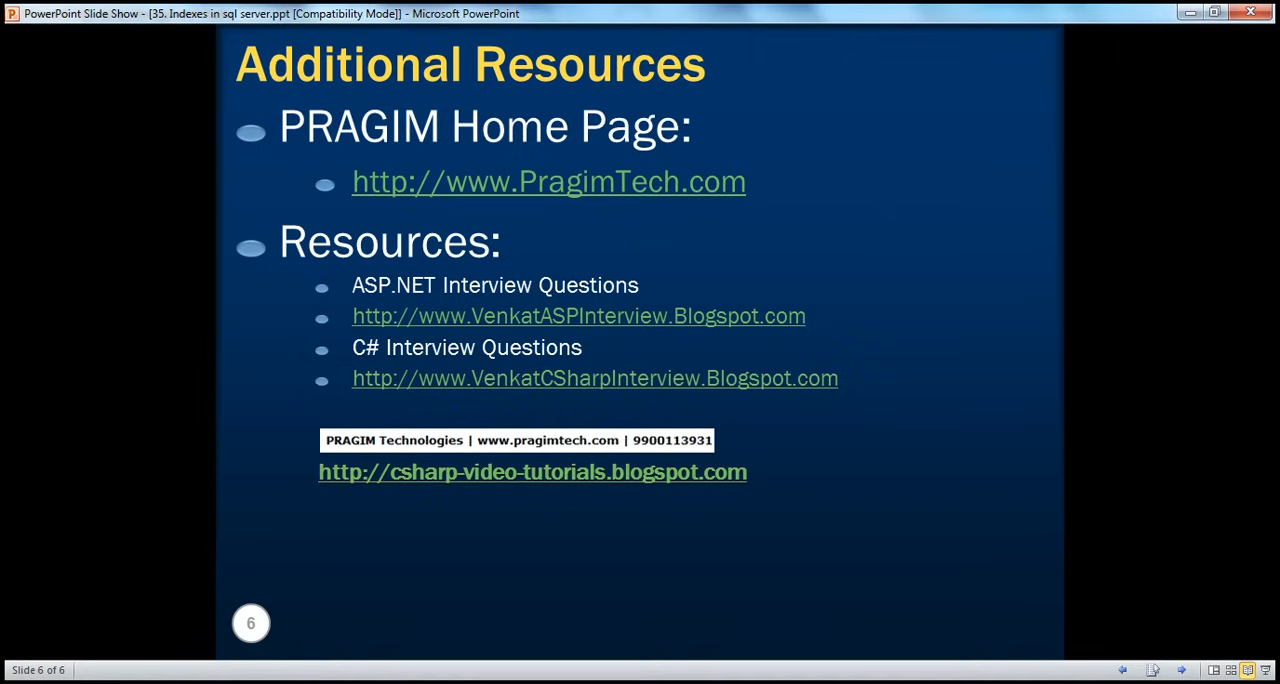 PowerPoint Slide Show - [35. Indexes in sql server.ppt [Compatibility Mode]] - Microsoft PowerPoint
Additional Resources
PRAGIM Home Page:
http://www.PragimTech.com
Resources:
ASP.NET Interview Questions
http://www.VenkatASPInterview.Blogspot.com
C# Interview Questions
http://www.VenkatCSharpInterview.Blogspot.com
PRAGIM Technologies | www.pragimtech.com | 9900113931
http://csharp-video-tutorials.blogspot.com
6
Slide 6 of 6